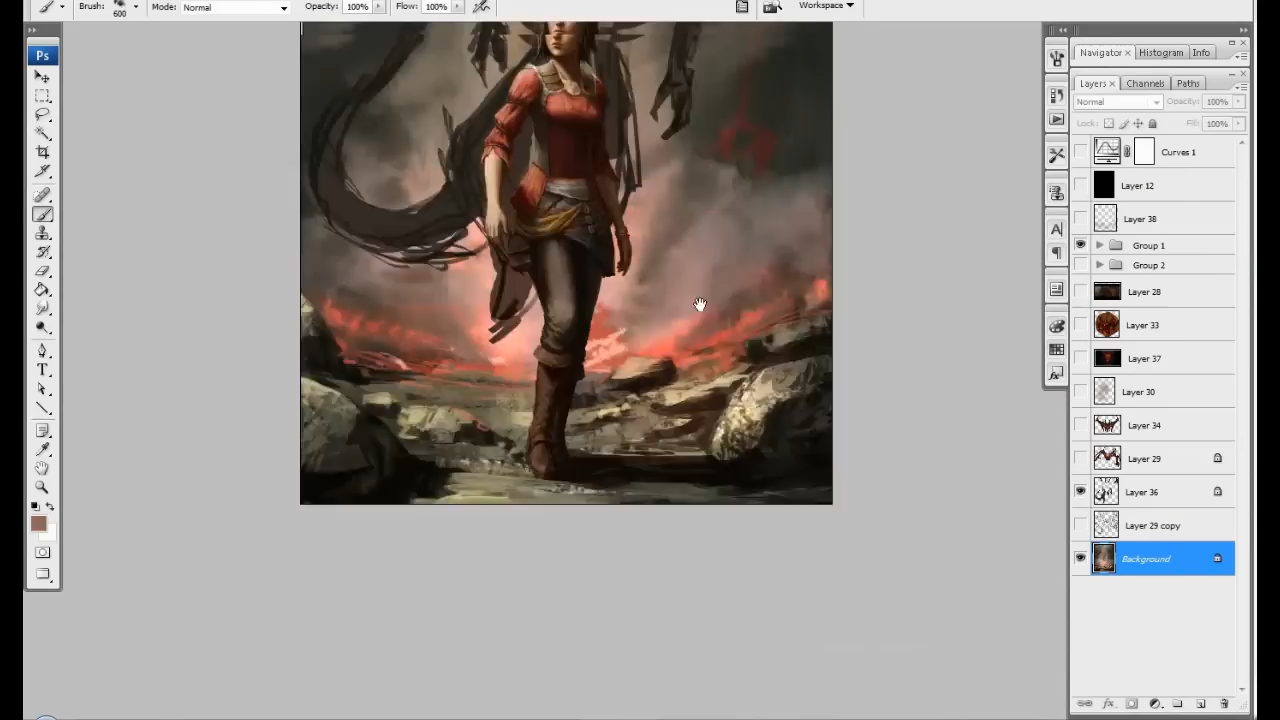 Brush: 600 Mode: Normal Opacity: 100% Flow: 100% Workspace
Ps
Navigator × Histogram Info
Layers × Channels Paths
Normal Opacity: 100%
Lock: Fill: 100%
Curves 1
Layer 12
Layer 38
Group 1
Group 2
Layer 28
Layer 33
Layer 37
Layer 30
Layer 34
Layer 29
Layer 36
Layer 29 copy
Background